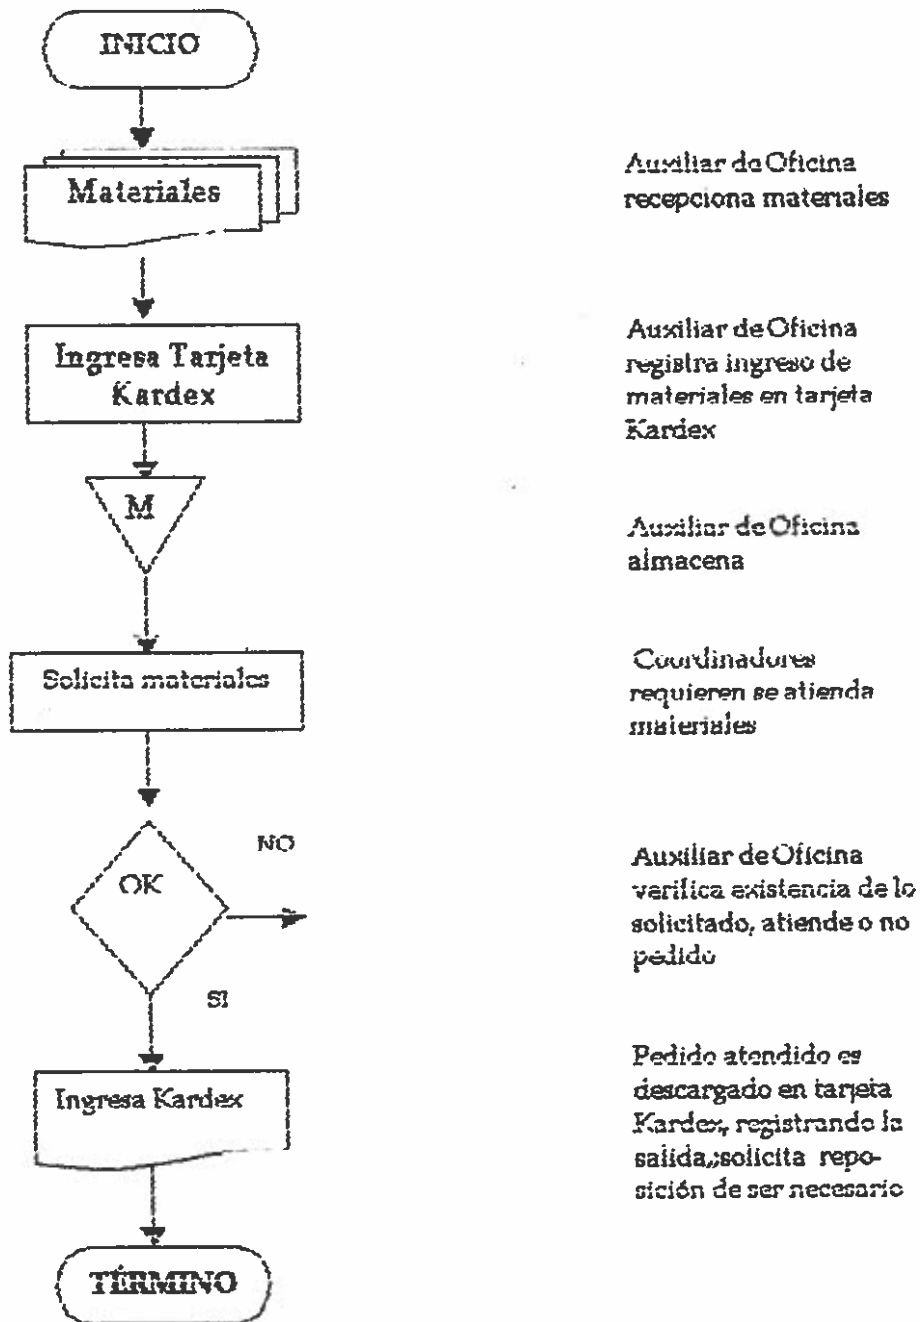 INICIO
Materiales
Auxiliar de Oficina
recepciona materiales
Ingresa Tarjeta
Kardex
Auxiliar de Oficina
registra ingreso de
materiales en tarjeta
Kardex
M
Auxiliar de Oficina
almacena
Solicita materiales
Coordinadores
requieren se atienda
materiales
OK
NO
SI
Auxiliar de Oficina
verifica existencia de lo
solicitado, atiende o no
pedido
Ingresa Kardex
Pedido atendido es
descargado en tarjeta
Kardex, registrando la
salida,;solicita repo-
sición de ser necesario
TÉRMINO